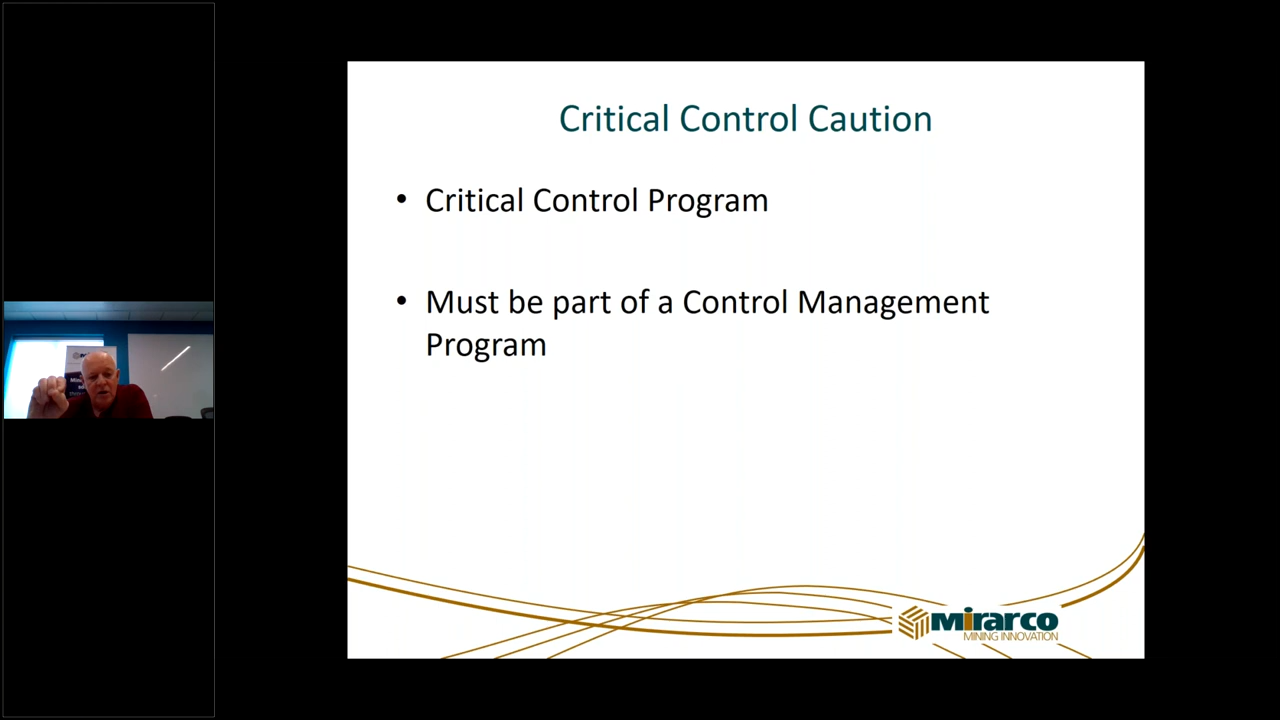 Critical Control Caution
• Critical Control Program
• Must be part of a Control Management
Program
mirarco
MINING INNOVATION